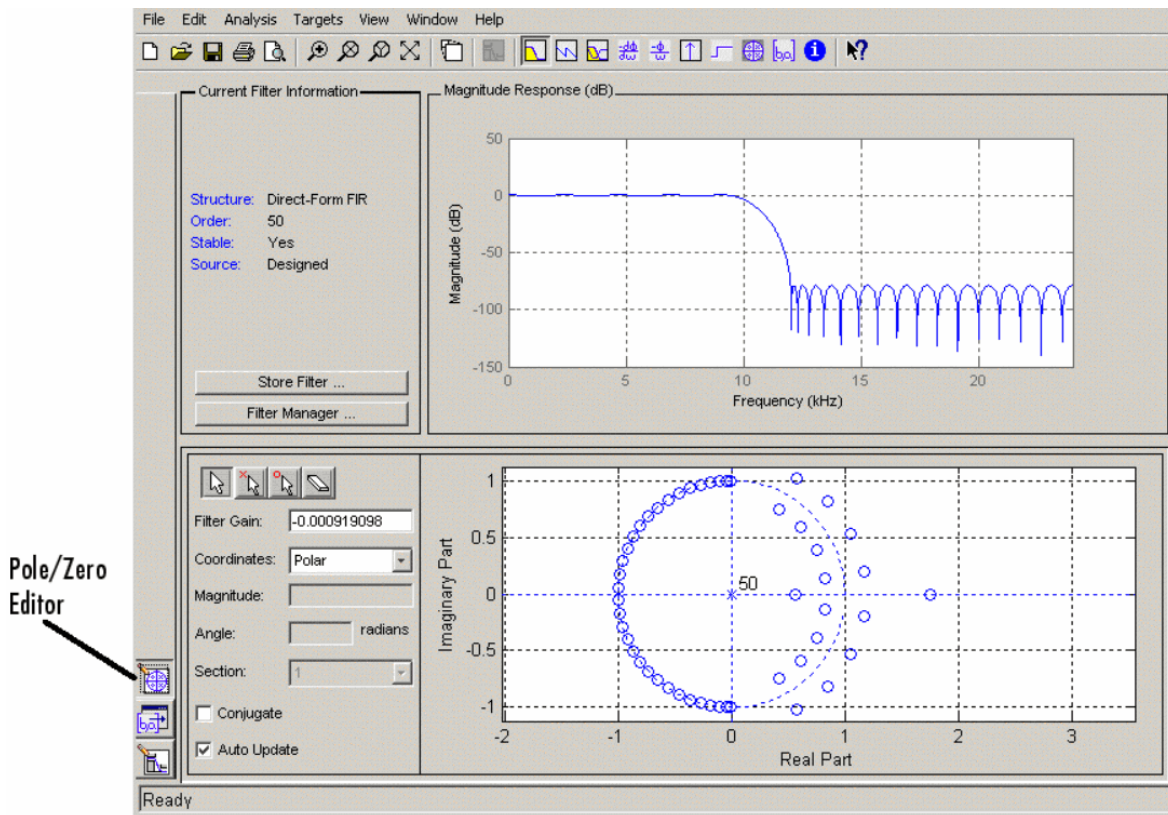 File Edit Analysis Targets View Window Help
Current Filter Information
Structure: Direct-Form FIR
Order: 50
Stable: Yes
Source: Designed
Store Filter ...
Filter Manager ...
Magnitude Response (dB)
50
0
-50
-100
-150
Magnitude (dB)
0 5 10 15 20
Frequency (kHz)
Filter Gain: -0.000919098
Coordinates: Polar
Magnitude:
Angle: radians
Section: 1
Conjugate
Auto Update
1
0.5
0
-0.5
-1
Imaginary Part
50
-2 -1 0 1 2 3
Real Part
Pole/Zero
Editor
Ready